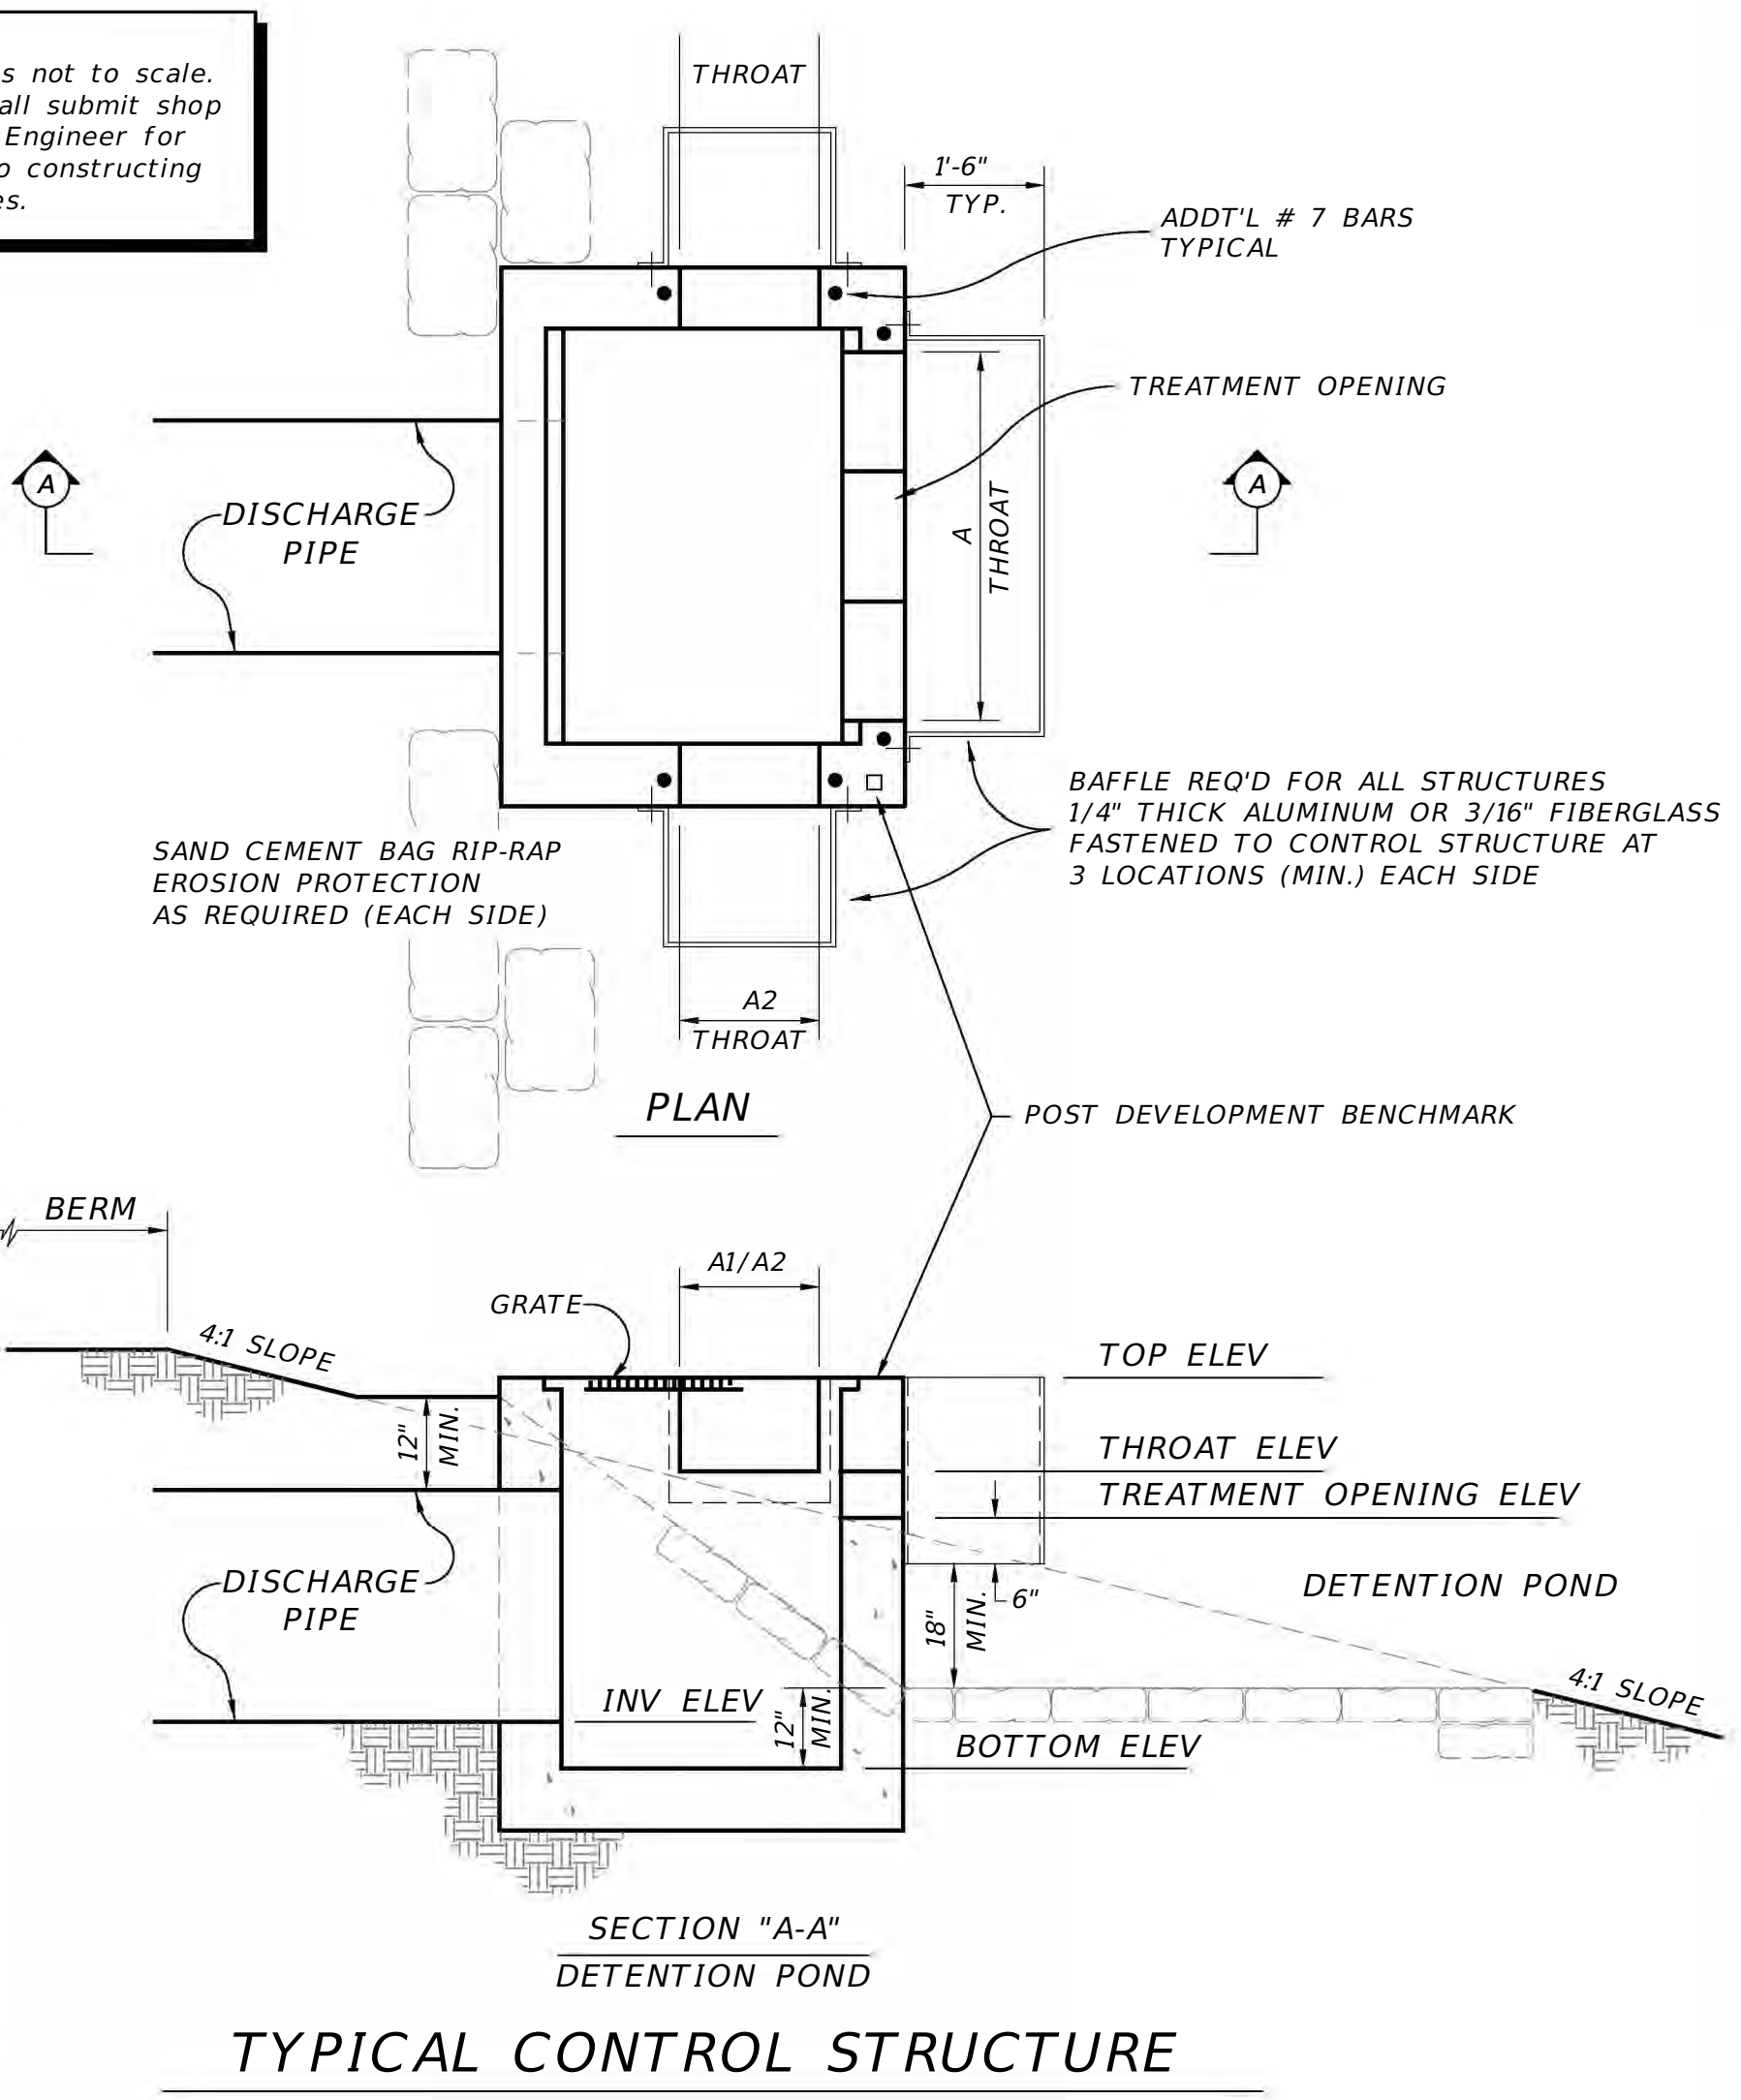 s not to scale.
all submit shop
Engineer for
o constructing
es.
THROAT
1'-6"
TYP.
ADDT'L # 7 BARS
TYPICAL
TREATMENT OPENING
A
A
DISCHARGE
PIPE
A
THROAT
BAFFLE REQ'D FOR ALL STRUCTURES
1/4" THICK ALUMINUM OR 3/16" FIBERGLASS
FASTENED TO CONTROL STRUCTURE AT
3 LOCATIONS (MIN.) EACH SIDE
SAND CEMENT BAG RIP-RAP
EROSION PROTECTION
AS REQUIRED (EACH SIDE)
A2
THROAT
PLAN
POST DEVELOPMENT BENCHMARK
BERM
A1/A2
GRATE
4:1 SLOPE
TOP ELEV
12"
MIN.
THROAT ELEV
TREATMENT OPENING ELEV
DISCHARGE
PIPE
DETENTION POND
6"
18"
MIN.
4:1 SLOPE
INV ELEV
12"
MIN.
BOTTOM ELEV
SECTION "A-A"
DETENTION POND
TYPICAL CONTROL STRUCTURE